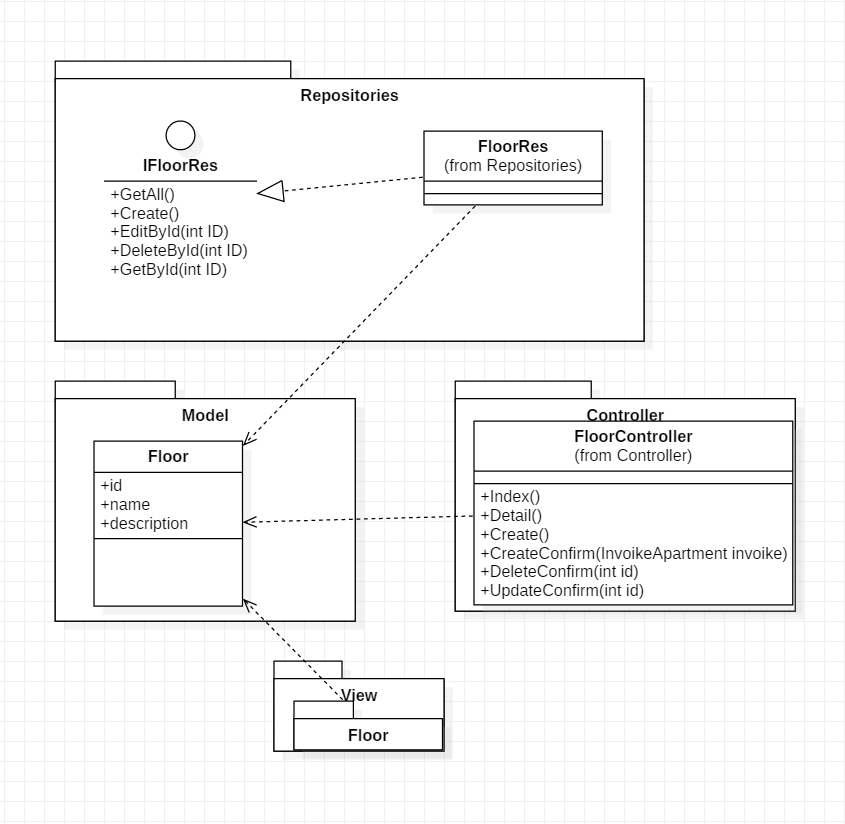 Repositories
IFloorRes
+GetAll()
+Create()
+EditById(int ID)
+DeleteById(int ID)
+GetById(int ID)
FloorRes
(from Repositories)
Model
Floor
+id
+name
+description
Controller
FloorController
(from Controller)
+Index()
+Detail()
+Create()
+CreateConfirm(InvoikeApartment invoike)
+DeleteConfirm(int id)
+UpdateConfirm(int id)
View
Floor